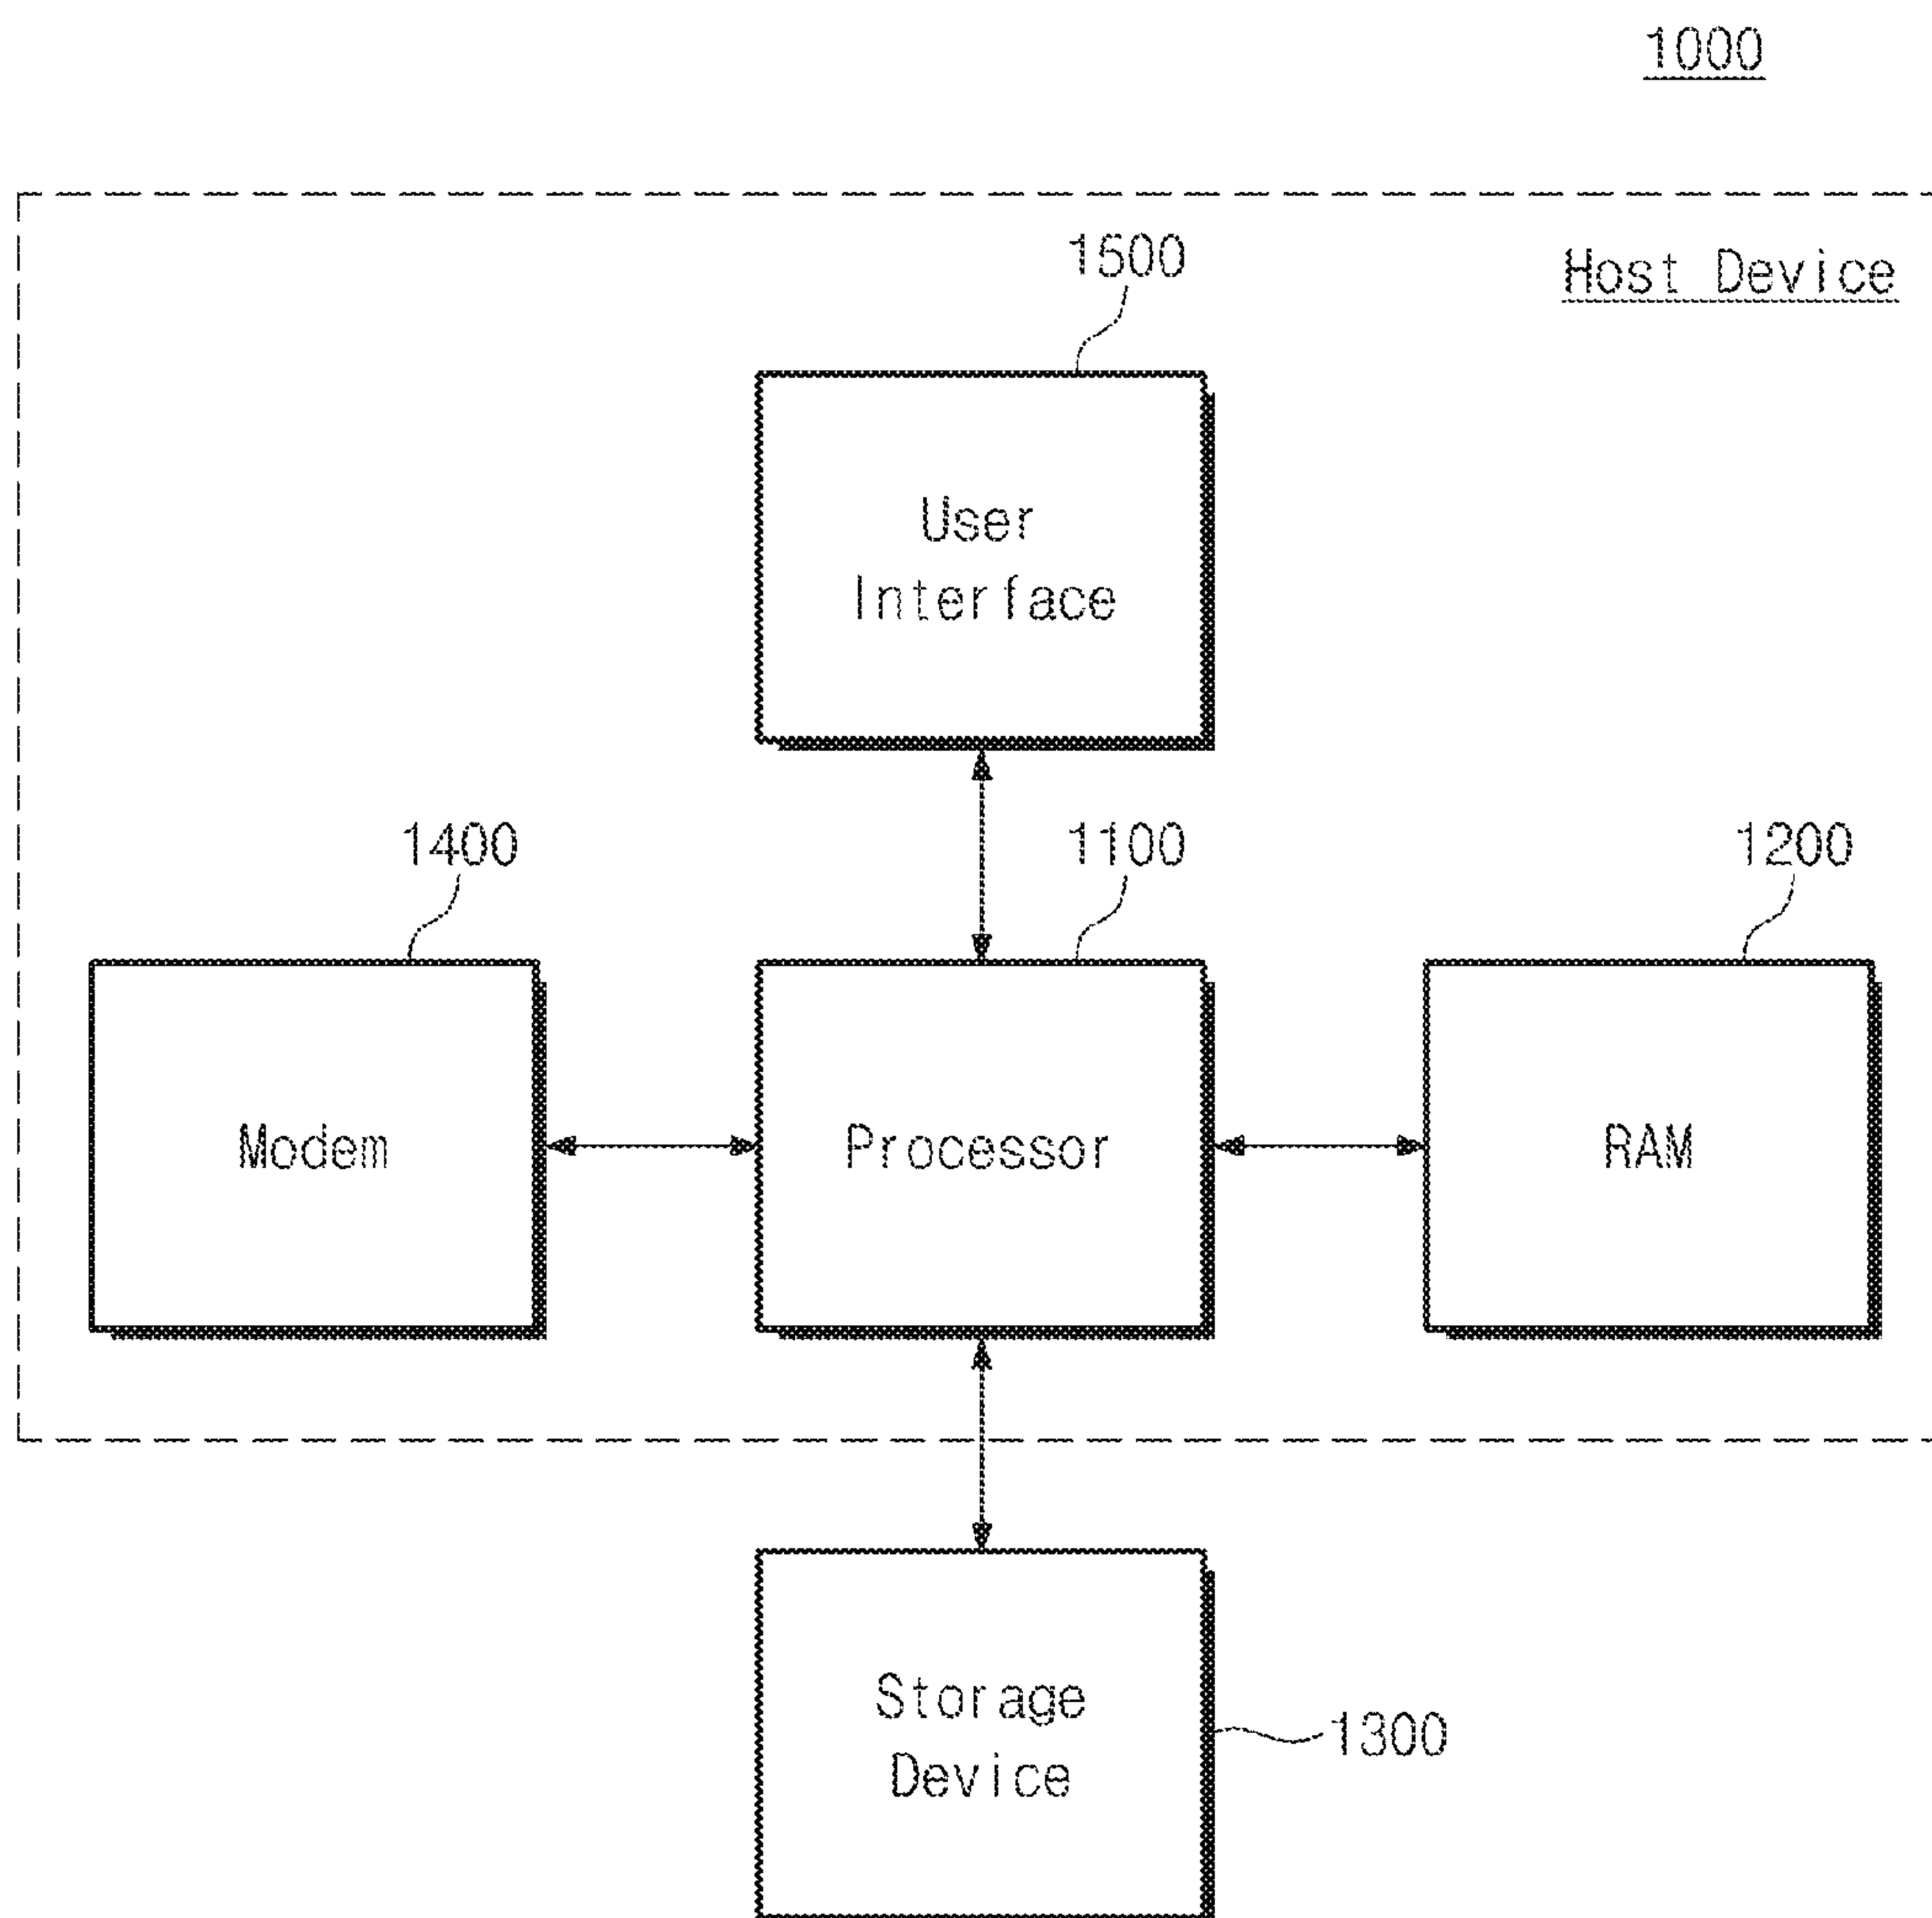 1000
Host Device
1500
User
Interface
1400
1100
1200
Modem
Processor
RAM
Storage
Device
1300